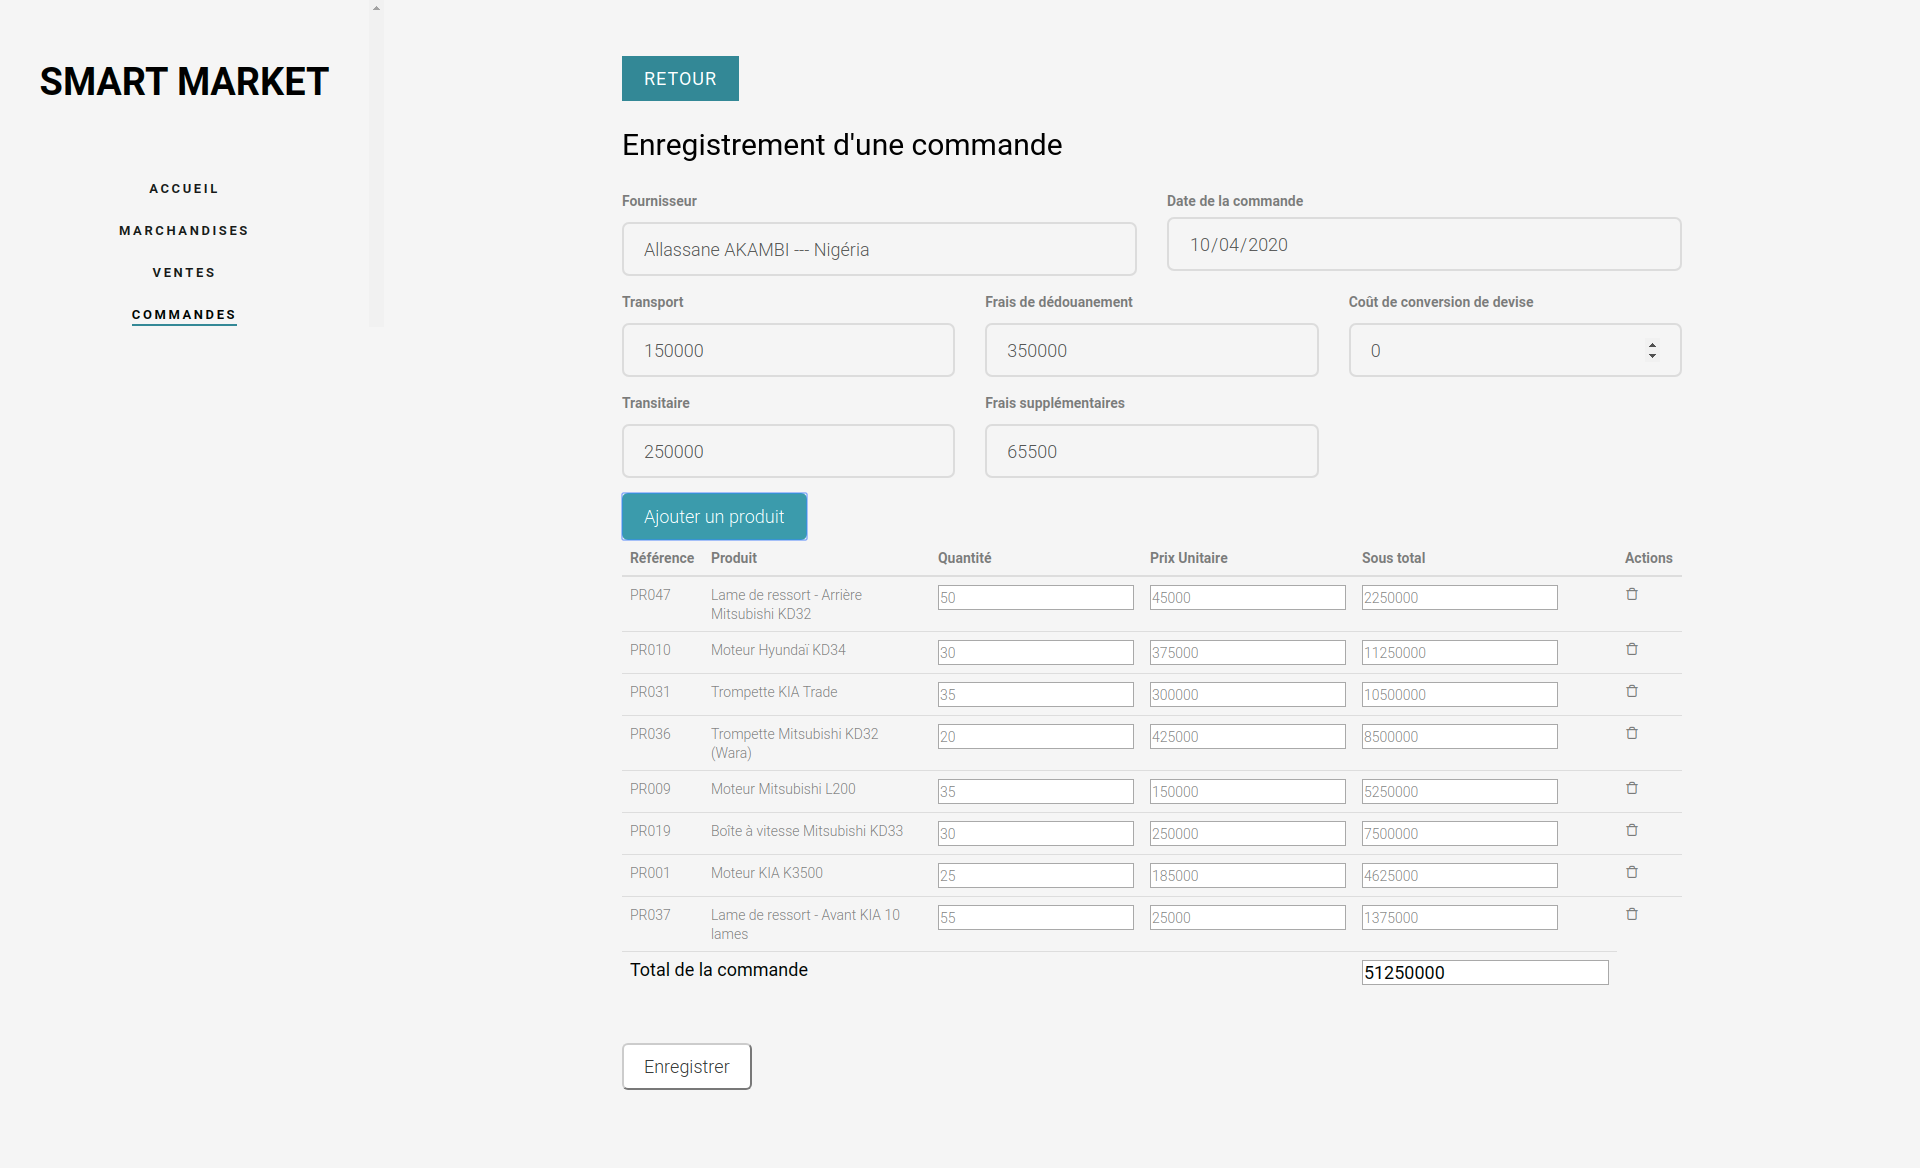 SMART MARKET
ACCUEIL
MARCHANDISES
VENTES
COMMANDES
RETOUR
Enregistrement d'une commande
Fournisseur Date de la commande
Allassane AKAMBI --- Nigéria 10/04/2020
Transport Frais de dédouanement Coût de conversion de devise
150000 350000 0
Transitaire Frais supplémentaires
250000 65500
Ajouter un produit
Référence Produit Quantité Prix Unitaire Sous total Actions
PR047 Lame de ressort - Arrière 50 45000 2250000
Mitsubishi KD32
PR010 Moteur Hyundaï KD34 30 375000 11250000
PR031 Trompette KIA Trade 35 300000 10500000
PR036 Trompette Mitsubishi KD32 20 425000 8500000
(Wara)
PR009 Moteur Mitsubishi L200 35 150000 5250000
PR019 Boîte à vitesse Mitsubishi KD33 30 250000 7500000
PR001 Moteur KIA K3500 25 185000 4625000
PR037 Lame de ressort - Avant KIA 10 55 25000 1375000
lames
Total de la commande 51250000
Enregistrer